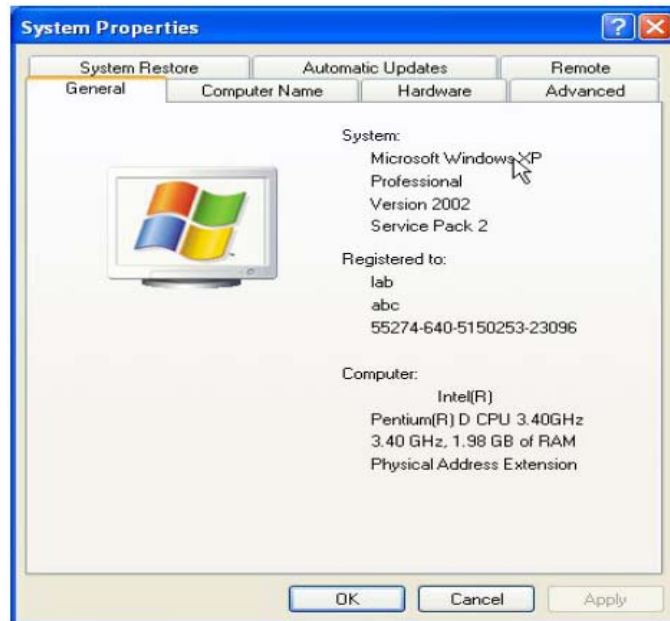 System Properties
System Restore
Automatic Updates
Remote
General
Computer Name
Hardware
Advanced
System:
Microsoft Windows XP
Professional
Version 2002
Service Pack 2
Registered to:
lab
abc
55274-640-5150253-23096
Computer:
Intel(R)
Pentium(R) D CPU 3.40GHz
3.40 GHz, 1.98 GB of RAM
Physical Address Extension
OK
Cancel
Apply